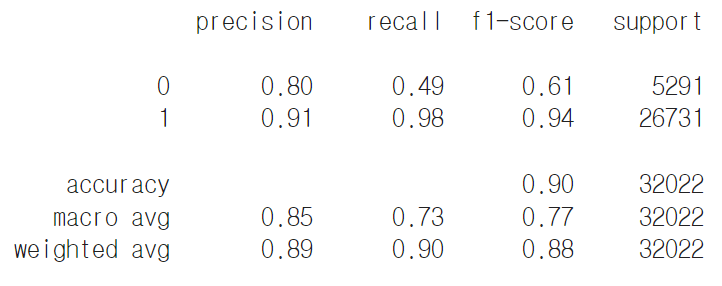 precision recall f1-score support
0 0.80 0.49 0.61 5291
1 0.91 0.98 0.94 26731
accuracy 0.90 32022
macro avg 0.85 0.73 0.77 32022
weighted avg 0.89 0.90 0.88 32022